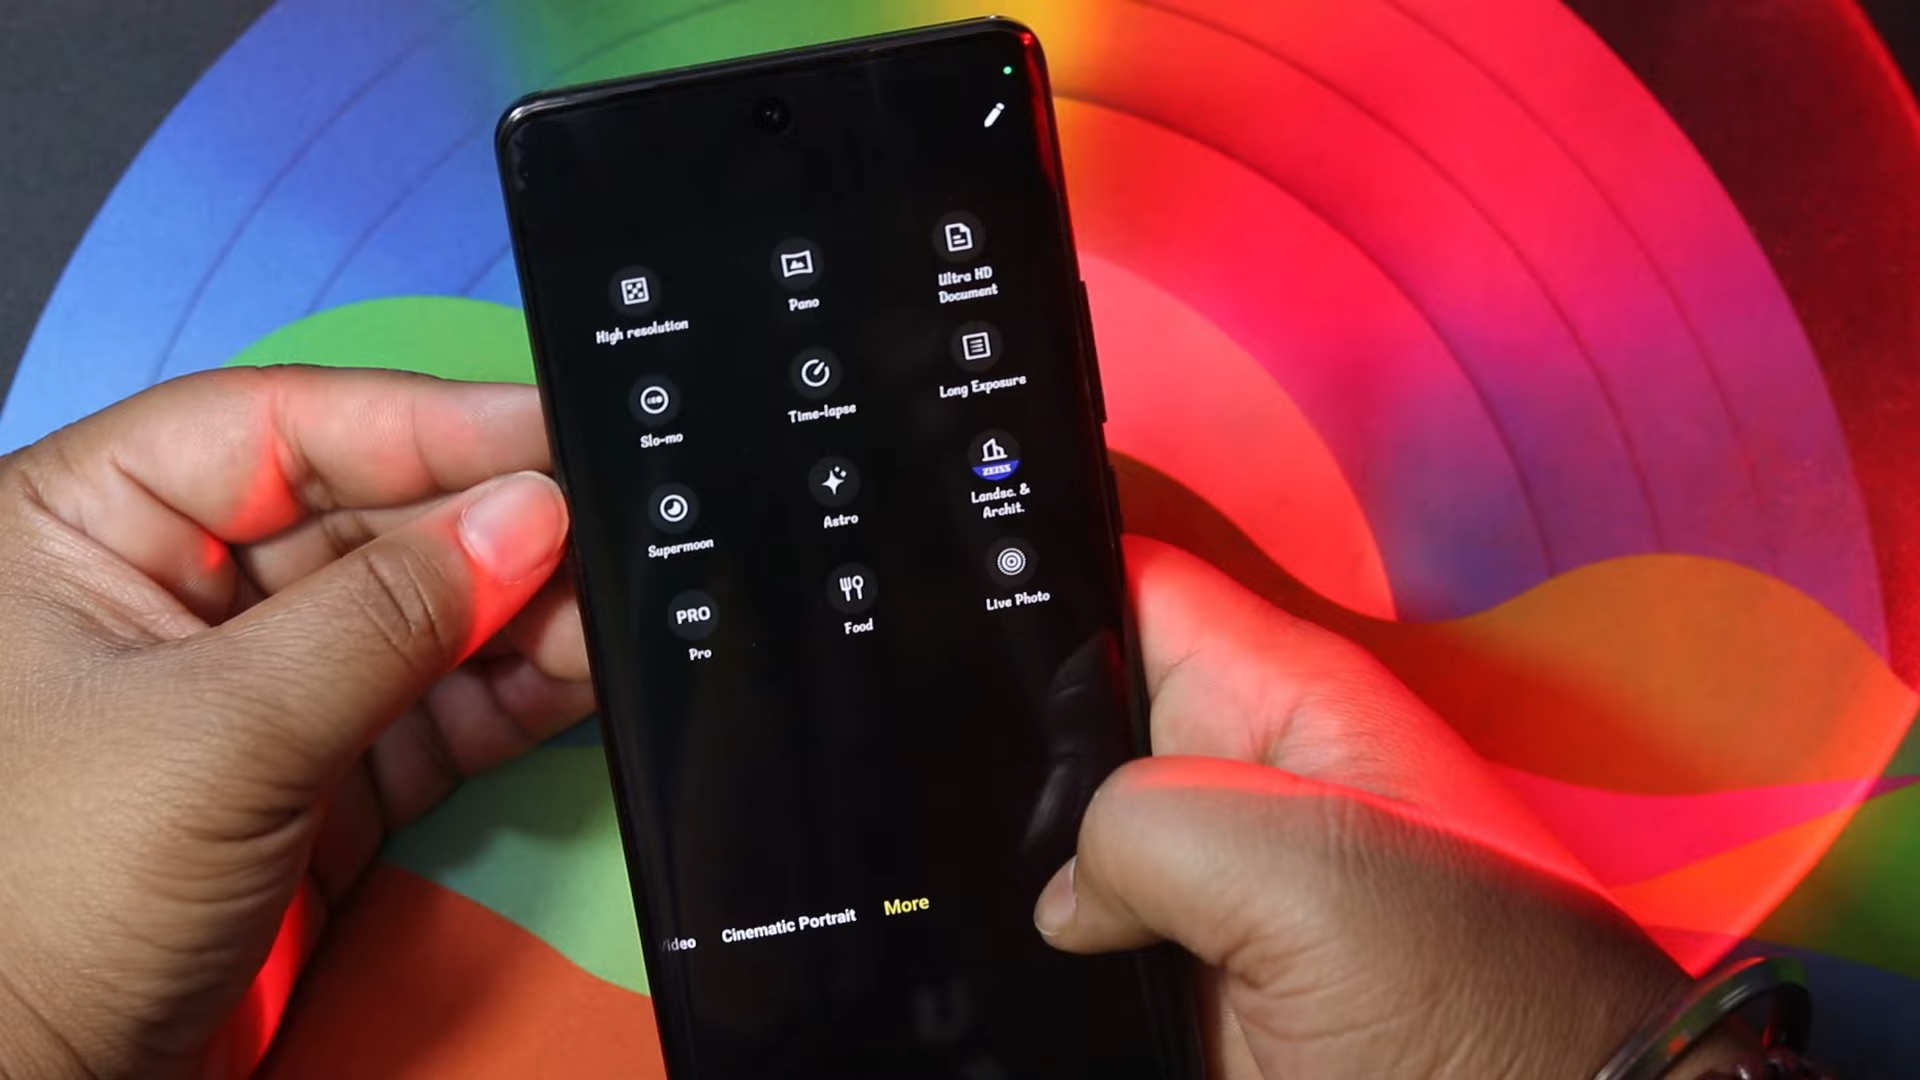 High resolution
Pano
Ultra HD
Document
Slo-mo
Time-lapse
Long Exposure
Supermoon
Astro
ZEISS
Landsc. &
Archit.
PRO
Pro
Food
Live Photo
Video
Cinematic Portrait
More